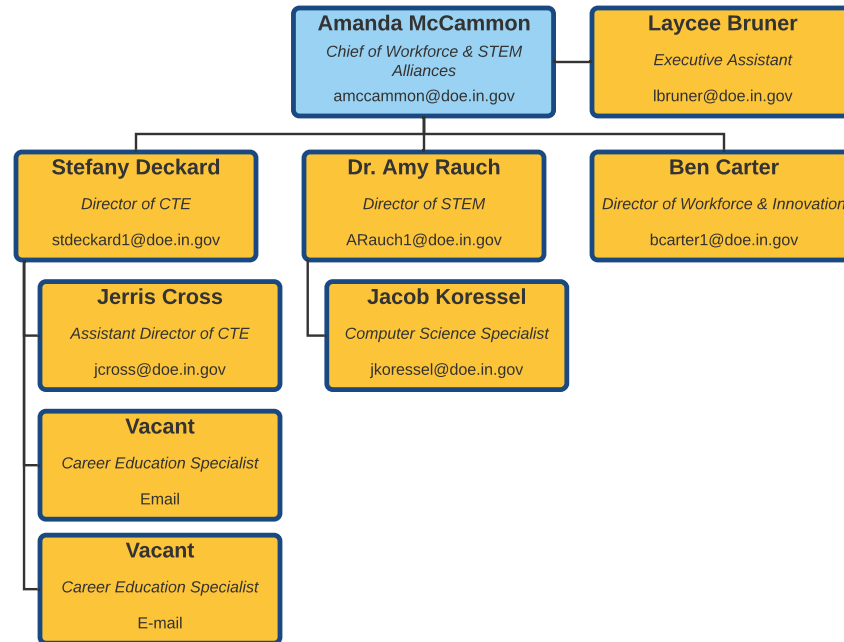 Amanda McCammon
Chief of Workforce & STEM
Alliances
amccammon@doe.in.gov
Laycee Bruner
Executive Assistant
lbruner@doe.in.gov
Stefany Deckard
Director of CTE
stdeckard1@doe.in.gov
Dr. Amy Rauch
Director of STEM
ARauch1@doe.in.gov
Ben Carter
Director of Workforce & Innovation
bcarter1@doe.in.gov
Jerris Cross
Assistant Director of CTE
jcross@doe.in.gov
Jacob Koressel
Computer Science Specialist
jkoressel@doe.in.gov
Vacant
Career Education Specialist
Email
Vacant
Career Education Specialist
E-mail